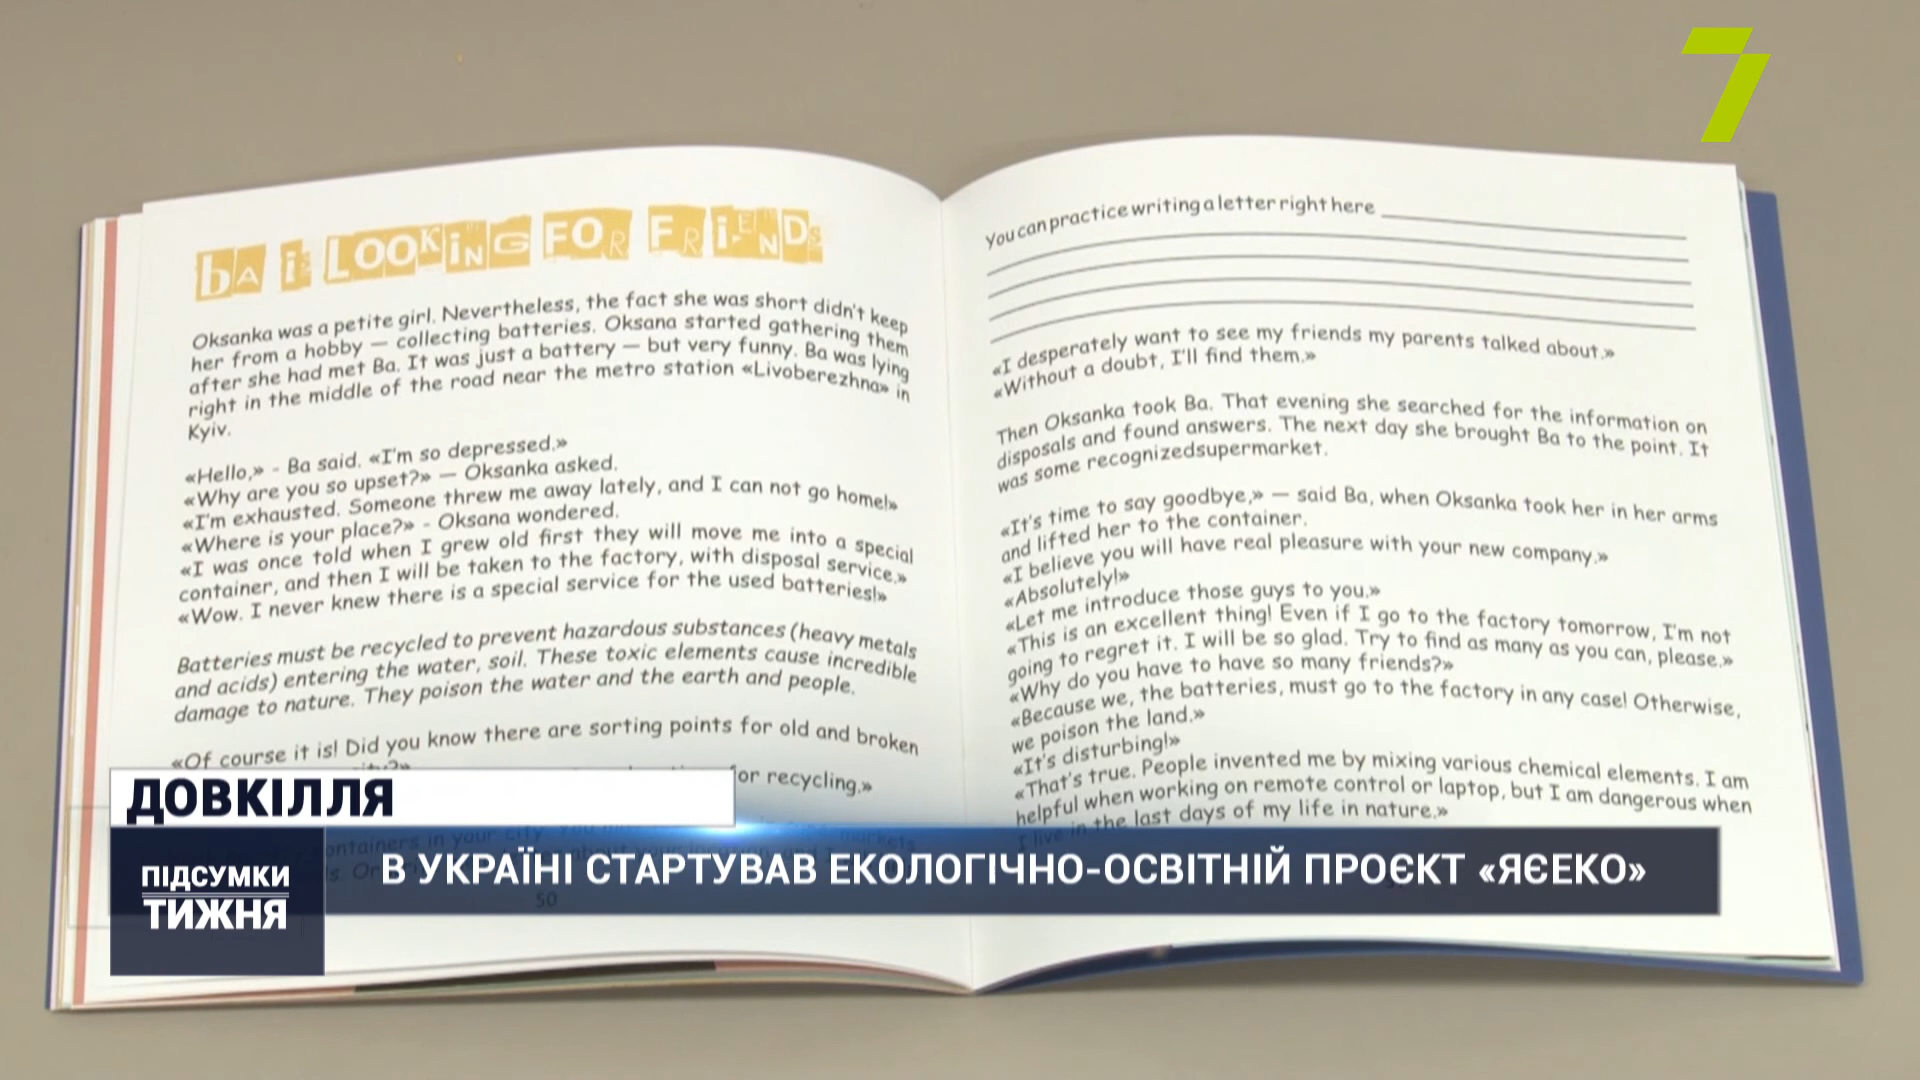 7
ba is LOOKiNG FOR FRiENDs
Oksanka was a petite girl. Nevertheless, the fact she was short didn't keep
her from a hobby — collecting batteries. Oksana started gathering them
after she had met Ba. It was just a battery — but very funny. Ba was lying
right in the middle of the road near the metro station «Livoberezhna» in
Kyiv.
«Hello,» - Ba said. «I'm so depressed.»
«Why are you so upset?» — Oksanka asked.
«I'm exhausted. Someone threw me away lately, and I can not go home!»
«Where is your place?» - Oksana wondered.
«I was once told when I grew old first they will move me into a special
container, and then I will be taken to the factory, with disposal service.»
«Wow. I never knew there is a special service for the used batteries!»
Batteries must be recycled to prevent hazardous substances (heavy metals
and acids) entering the water, soil. These toxic elements cause incredible
damage to nature. They poison the water and the earth and people.
«Of course it is! Did you know there are sorting points for old and broken
for recycling.»
containers in your city.
50
You can practice writing a letter right here
«I desperately want to see my friends my parents talked about.»
«Without a doubt, I'll find them.»
Then Oksanka took Ba. That evening she searched for the information on
disposals and found answers. The next day she brought Ba to the point. It
was some recognizedsupermarket.
«It's time to say goodbye,» — said Ba, when Oksanka took her in her arms
and lifted her to the container.
«I believe you will have real pleasure with your new company.»
«Absolutely!»
«Let me introduce those guys to you.»
«This is an excellent thing! Even if I go to the factory tomorrow, I'm not
going to regret it. I will be so glad. Try to find as many as you can, please.»
«Why do you have to have so many friends?»
«Because we, the batteries, must go to the factory in any case! Otherwise,
we poison the land.»
«It's disturbing!»
«That's true. People invented me by mixing various chemical elements. I am
helpful when working on remote control or laptop, but I am dangerous when
I live in the last days of my life in nature.»
ДОВКІЛЛЯ
ПІДСУМКИ
ТИЖНЯ
В УКРАЇНІ СТАРТУВАВ ЕКОЛОГІЧНО-ОСВІТНІЙ ПРОЄКТ «ЯЄЕКО»